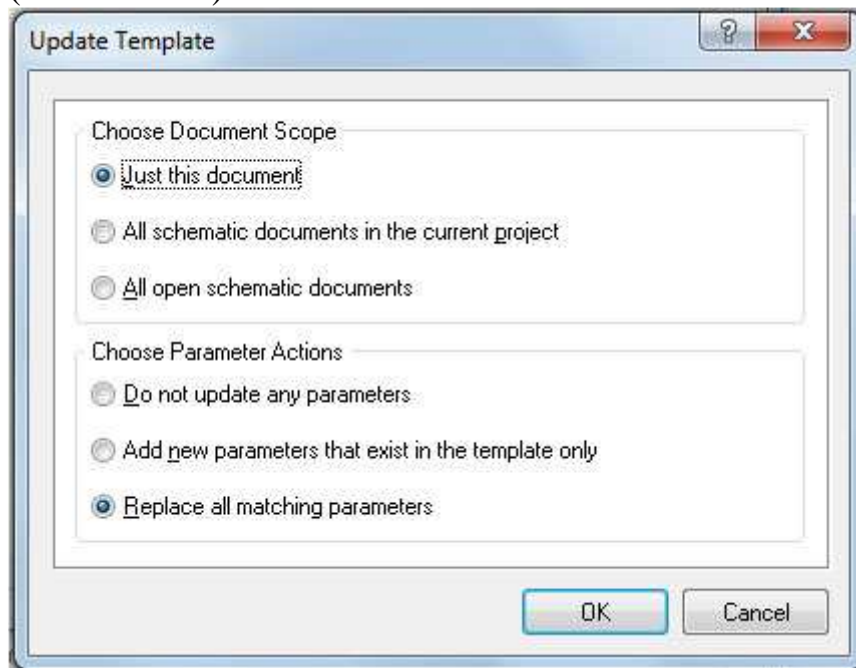 Update Template
Choose Document Scope
Just this document
All schematic documents in the current project
All open schematic documents
Choose Parameter Actions
Do not update any parameters
Add new parameters that exist in the template only
Replace all matching parameters
OK Cancel